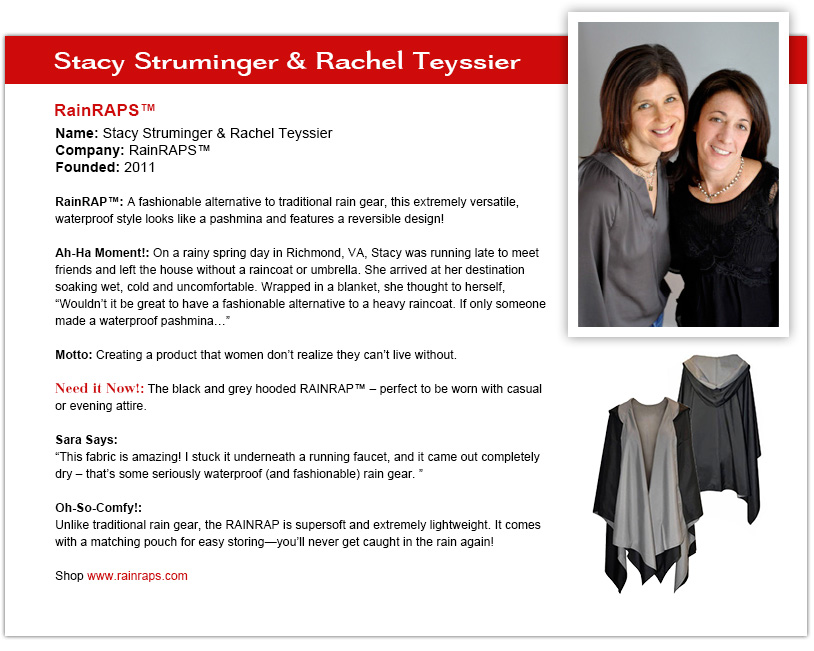 Stacy Struminger & Rachel Teyssier
RainRAPS™
Name: Stacy Struminger & Rachel Teyssier
Company: RainRAPS™
Founded: 2011
RainRAP™: A fashionable alternative to traditional rain gear, this extremely versatile,
waterproof style looks like a pashmina and features a reversible design!
Ah-Ha Moment!: On a rainy spring day in Richmond, VA, Stacy was running late to meet
friends and left the house without a raincoat or umbrella. She arrived at her destination
soaking wet, cold and uncomfortable. Wrapped in a blanket, she thought to herself,
“Wouldn’t it be great to have a fashionable alternative to a heavy raincoat. If only someone
made a waterproof pashmina…”
Motto: Creating a product that women don’t realize they can’t live without.
Need it Now!: The black and grey hooded RAINRAP™ – perfect to be worn with casual
or evening attire.
Sara Says:
“This fabric is amazing! I stuck it underneath a running faucet, and it came out completely
dry – that’s some seriously waterproof (and fashionable) rain gear. ”
Oh-So-Comfy!:
Unlike traditional rain gear, the RAINRAP is supersoft and extremely lightweight. It comes
with a matching pouch for easy storing—you’ll never get caught in the rain again!
Shop www.rainraps.com